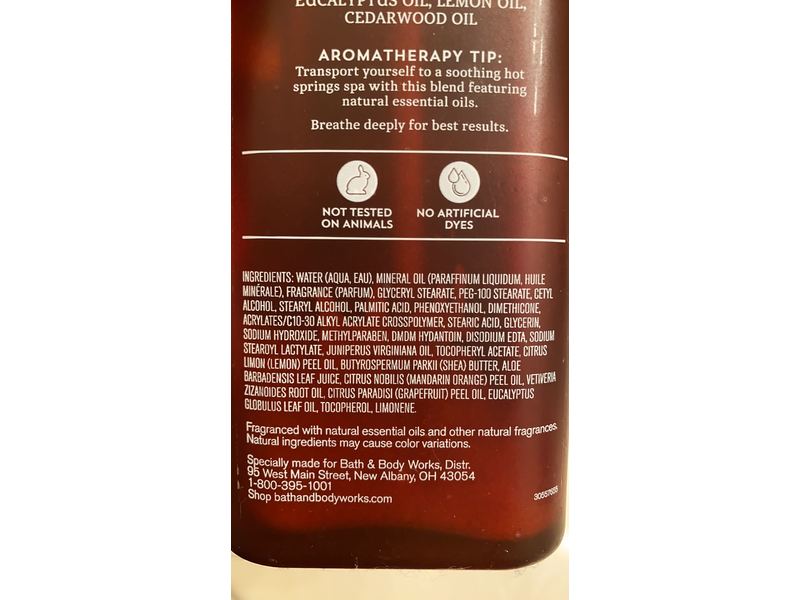 EUCALYPTUS OIL, LEMON OIL,
CEDARWOOD OIL
AROMATHERAPY TIP:
Transport yourself to a soothing hot
springs spa with this blend featuring
natural essential oils.
Breathe deeply for best results.
NOT TESTED
ON ANIMALS
NO ARTIFICIAL
DYES
INGREDIENTS: WATER (AQUA, EAU), MINERAL OIL (PARAFFINUM LIQUIDUM, HUILE
MINÉRALE), FRAGRANCE (PARFUM), GLYCERYL STEARATE, PEG-100 STEARATE, CETYL
ALCOHOL, STEARYL ALCOHOL, PALMITIC ACID, PHENOXYETHANOL, DIMETHICONE,
ACRYLATES/C10-30 ALKYL ACRYLATE CROSSPOLYMER, STEARIC ACID, GLYCERIN,
SODIUM HYDROXIDE, METHYLPARABEN, DMDM HYDANTOIN, DISODIUM EDTA, SODIUM
STEAROYL LACTYLATE, JUNIPERUS VIRGINIANA OIL, TOCOPHERYL ACETATE, CITRUS
LIMON (LEMON) PEEL OIL, BUTYROSPERMUM PARKII (SHEA) BUTTER, ALOE
BARBADENSIS LEAF JUICE, CITRUS NOBILIS (MANDARIN ORANGE) PEEL OIL, VETIVERIA
ZIZANOIDES ROOT OIL, CITRUS PARADISI (GRAPEFRUIT) PEEL OIL, EUCALYPTUS
GLOBULUS LEAF OIL, TOCOPHEROL, LIMONENE.
Fragranced with natural essential oils and other natural fragrances.
Natural ingredients may cause color variations.
Specially made for Bath & Body Works, Distr.
95 West Main Street, New Albany, OH 43054
1-800-395-1001
Shop bathandbodyworks.com